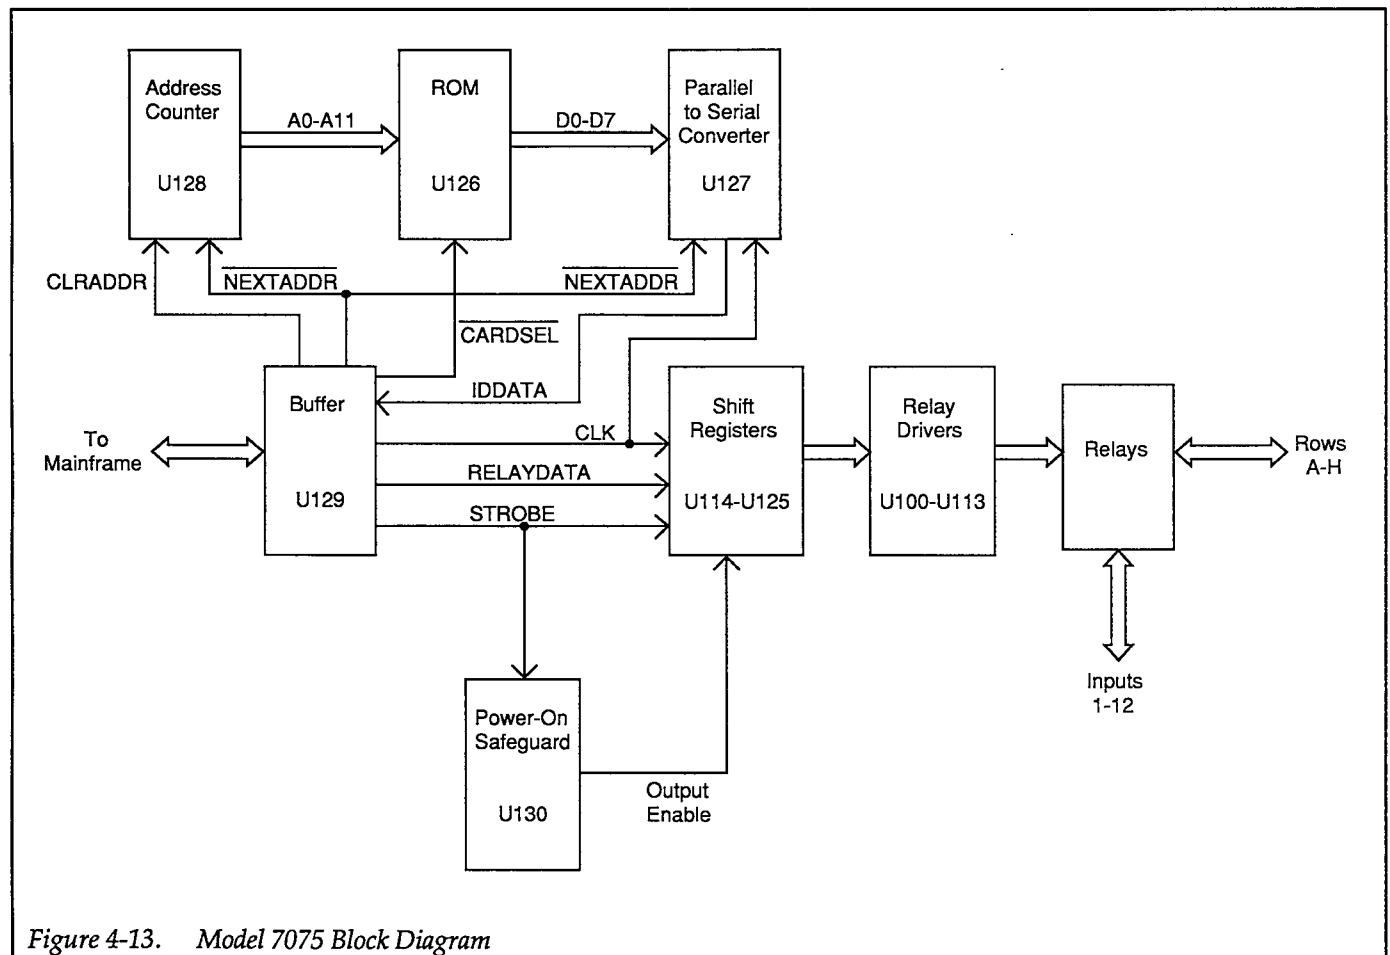 Address
Counter
U128
A0-A11
ROM
U126
D0-D7
Parallel
to Serial
Converter
U127
CLRADDR
NEXTADDR
NEXTADDR
CARDSEL
IDDATA
To
Mainframe
Buffer
U129
CLK
RELAYDATA
STROBE
Shift
Registers
U114-U125
Relay
Drivers
U100-U113
Relays
Rows
A-H
Inputs
1-12
Power-On
Safeguard
U130
Output
Enable
Figure 4-13. Model 7075 Block Diagram